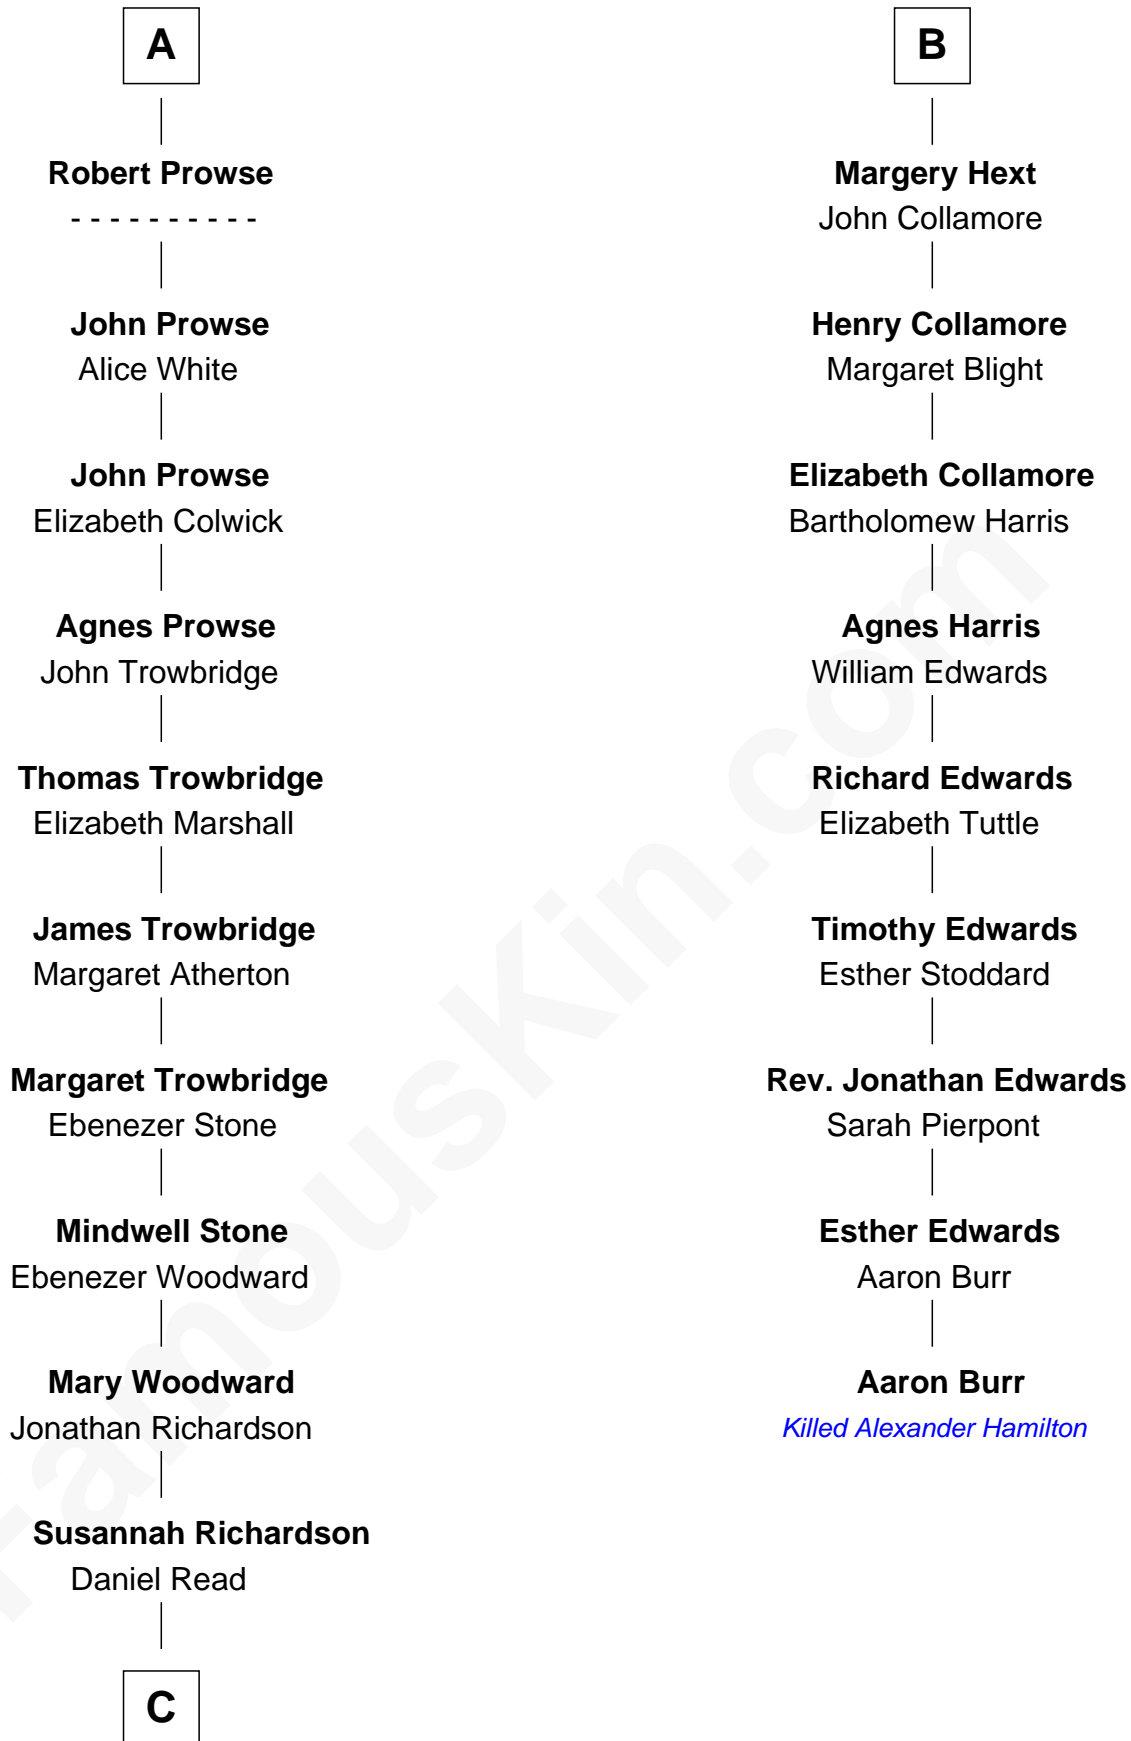 A
Robert Prowse
- - - - - - - - - -
John Prowse
Alice White
John Prowse
Elizabeth Colwick
Agnes Prowse
John Trowbridge
Thomas Trowbridge
Elizabeth Marshall
James Trowbridge
Margaret Atherton
Margaret Trowbridge
Ebenezer Stone
Mindwell Stone
Ebenezer Woodward
Mary Woodward
Jonathan Richardson
Susannah Richardson
Daniel Read
C
B
Margery Hext
John Collamore
Henry Collamore
Margaret Blight
Elizabeth Collamore
Bartholomew Harris
Agnes Harris
William Edwards
Richard Edwards
Elizabeth Tuttle
Timothy Edwards
Esther Stoddard
Rev. Jonathan Edwards
Sarah Pierpont
Esther Edwards
Aaron Burr
Aaron Burr
Killed Alexander Hamilton
FamousKin.com